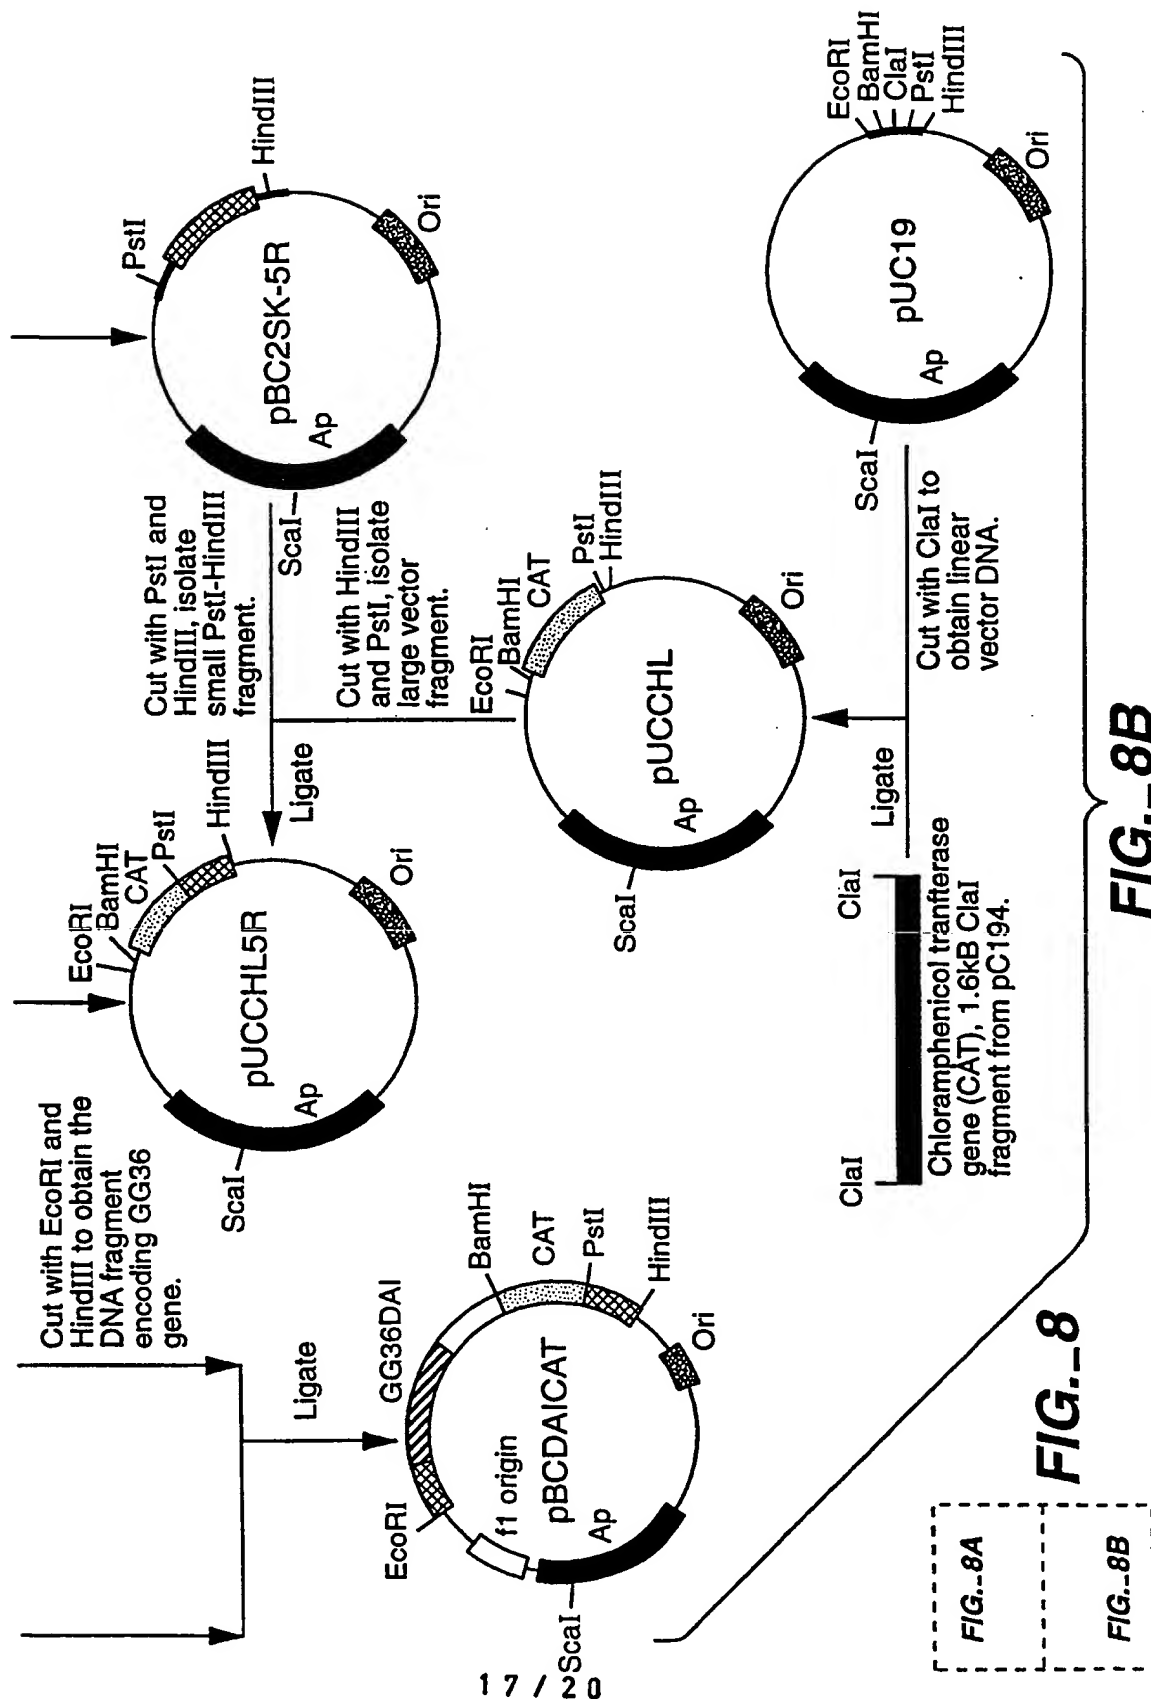 Cut with EcoRI and
HindIII to obtain the
DNA fragment
encoding GG36
gene.
Ligate
EcoRI
f1 origin
GG36DAI
BamHI
CAT
PstI
HindIII
Ori
pBCDAICAT
Ap
ScaI
EcoRI
BamHI
CAT
PstI
HindIII
pUCCHL5R
Ori
Ap
ScaI
Ligate
Cut with PstI and
HindIII, isolate
small PstI-HindIII
fragment.
Cut with HindIII
and PstI, isolate
large vector
fragment.
PstI
HindIII
pBC2SK-5R
Ori
Ap
ScaI
EcoRI
BamHI
CAT
PstI
HindIII
pUCCHL
Ori
Ap
ScaI
Ligate
Cut with ClaI to
obtain linear
vector DNA.
EcoRI
BamHI
ClaI
PstI
HindIII
pUC19
Ori
Ap
ScaI
ClaI
ClaI
Chloramphenicol tranfterase
gene (CAT), 1.6kB ClaI
fragment from pC194.
FIG._8B
FIG._8
FIG._8A
FIG._8B
17/20